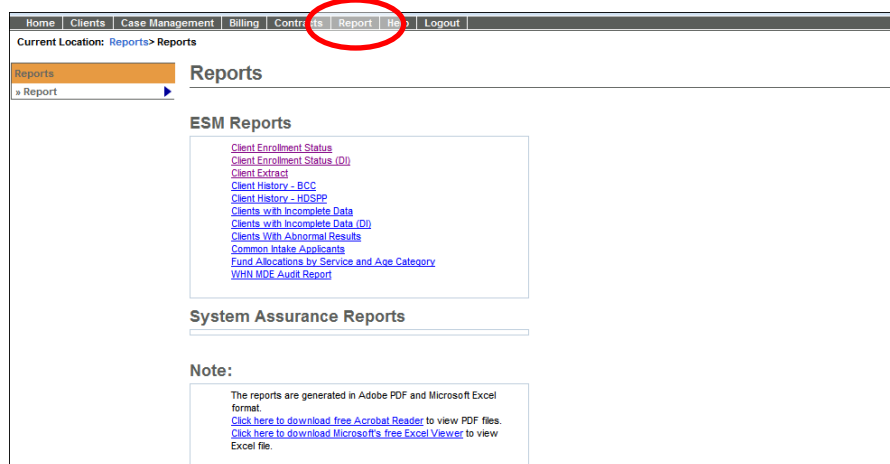 Home | Clients | Case Management | Billing | Contracts | Report | Help | Logout |
Current Location: Reports> Reports
Reports
» Report
Reports
ESM Reports
Client Enrollment Status
Client Enrollment Status (DI)
Client Extract
Client History - BCC
Client History - HDSPP
Clients with Incomplete Data
Clients with Incomplete Data (DI)
Clients With Abnormal Results
Common Intake Applicants
Fund Allocations by Service and Age Category
WHN MDE Audit Report
System Assurance Reports
Note:
The reports are generated in Adobe PDF and Microsoft Excel
format.
Click here to download free Acrobat Reader to view PDF files.
Click here to download Microsoft's free Excel Viewer to view
Excel file.